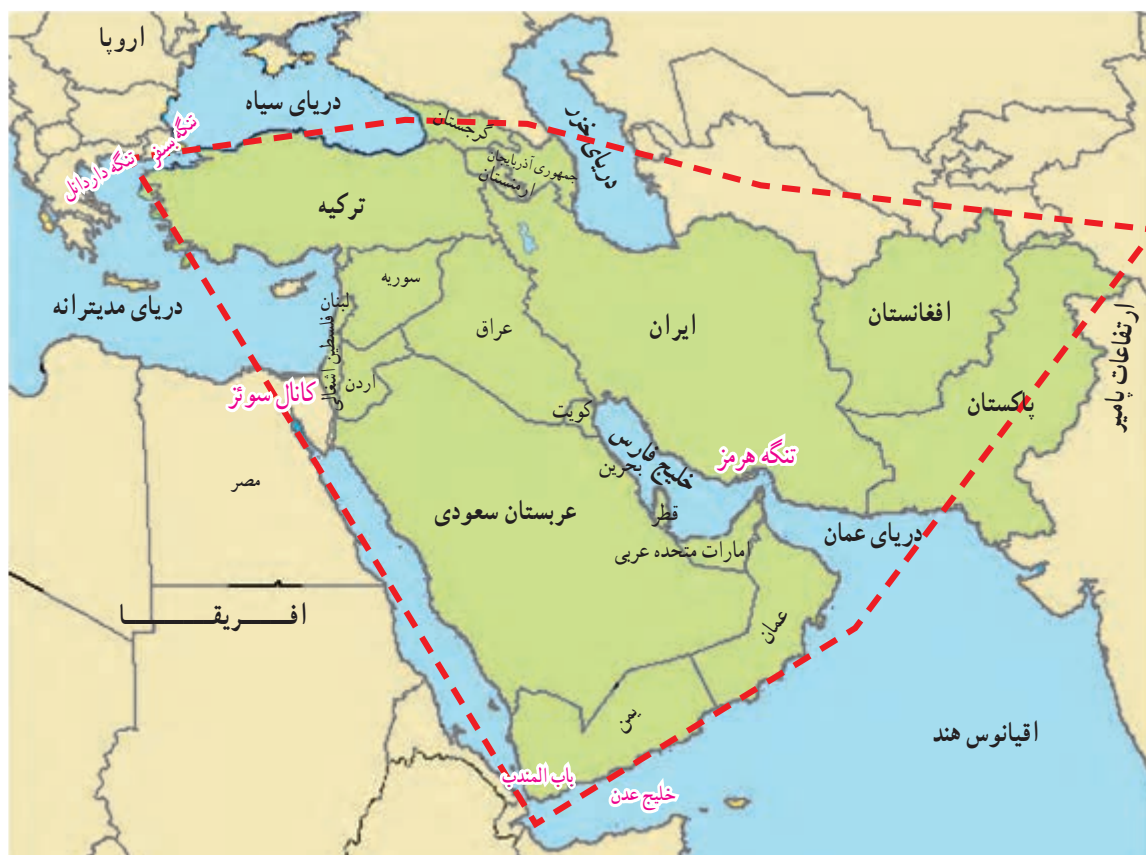 اروپا
دریای سیاه
تنگه بسفر
تنگه داردانل
گرجستان
جمهوری آذربایجان
ارمنستان
دریای خزر
ترکیه
سوریه
لبنان
فلسطین اشغالی
اردن
عراق
ایران
افغانستان
پاکستان
ارتفاعات پامیر
دریای مدیترانه
کانال سوئز
مصر
کویت
خلیج فارس
بحرین
تنگه هرمز
قطر
عربستان سعودی
امارات متحده عربی
دریای عمان
عمان
افریقا
یمن
اقیانوس هند
باب المندب
خلیج عدن